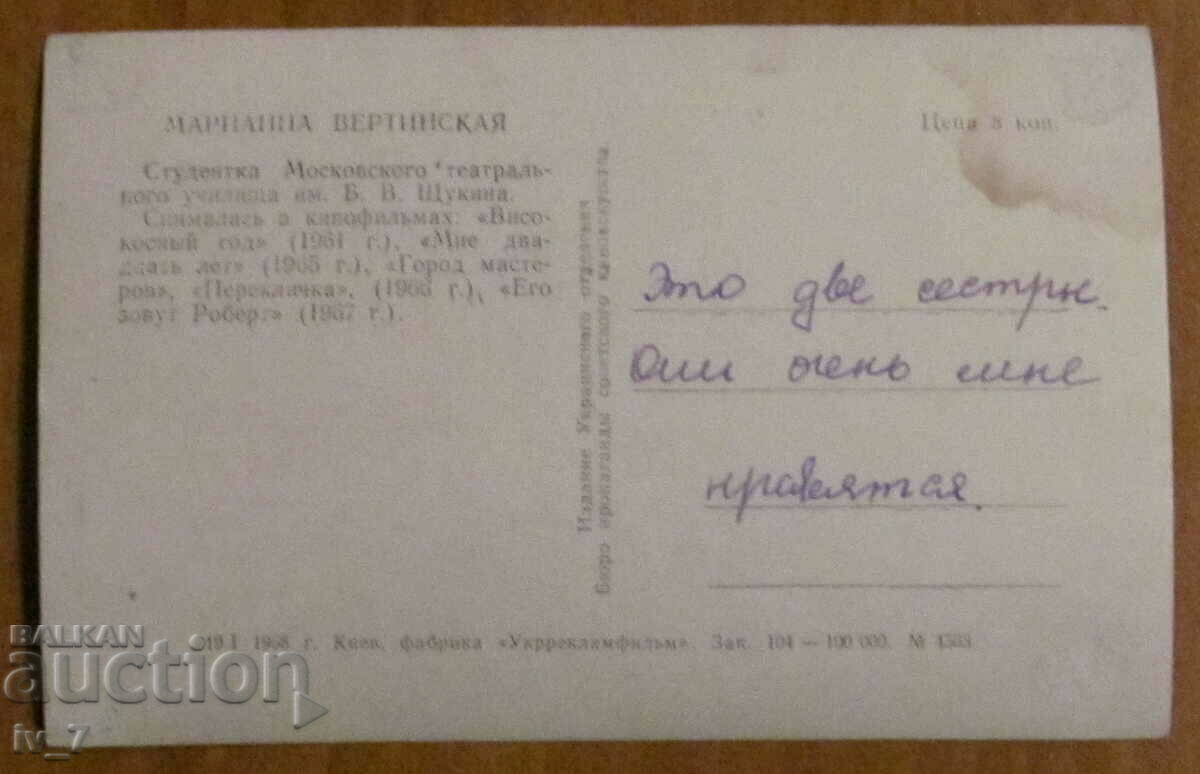 МАРИАННА ВЕРТИНСКАЯ
Студентка Московского театраль-
ного училища им. Б. В. Щукина.
Снималась в кинофильмах: «Висо-
косный год» (1961 г.), «Мне два-
дцать лет» (1965 г.), «Город масте-
ров», «Перекличка», (1965 г.), «Его
зовут Роберт» (1967 г.).
Издание Украинского отделения
Бюро пропаганды советского киноискусства.
Цена 8 коп.
Это две сестры.
Они очень мне
нравятся.
19 I 1968 г. Киев, фабрика «Укррекламфильм». Зак. 104 — 100 000. №
BALKAN
auction
iv_7